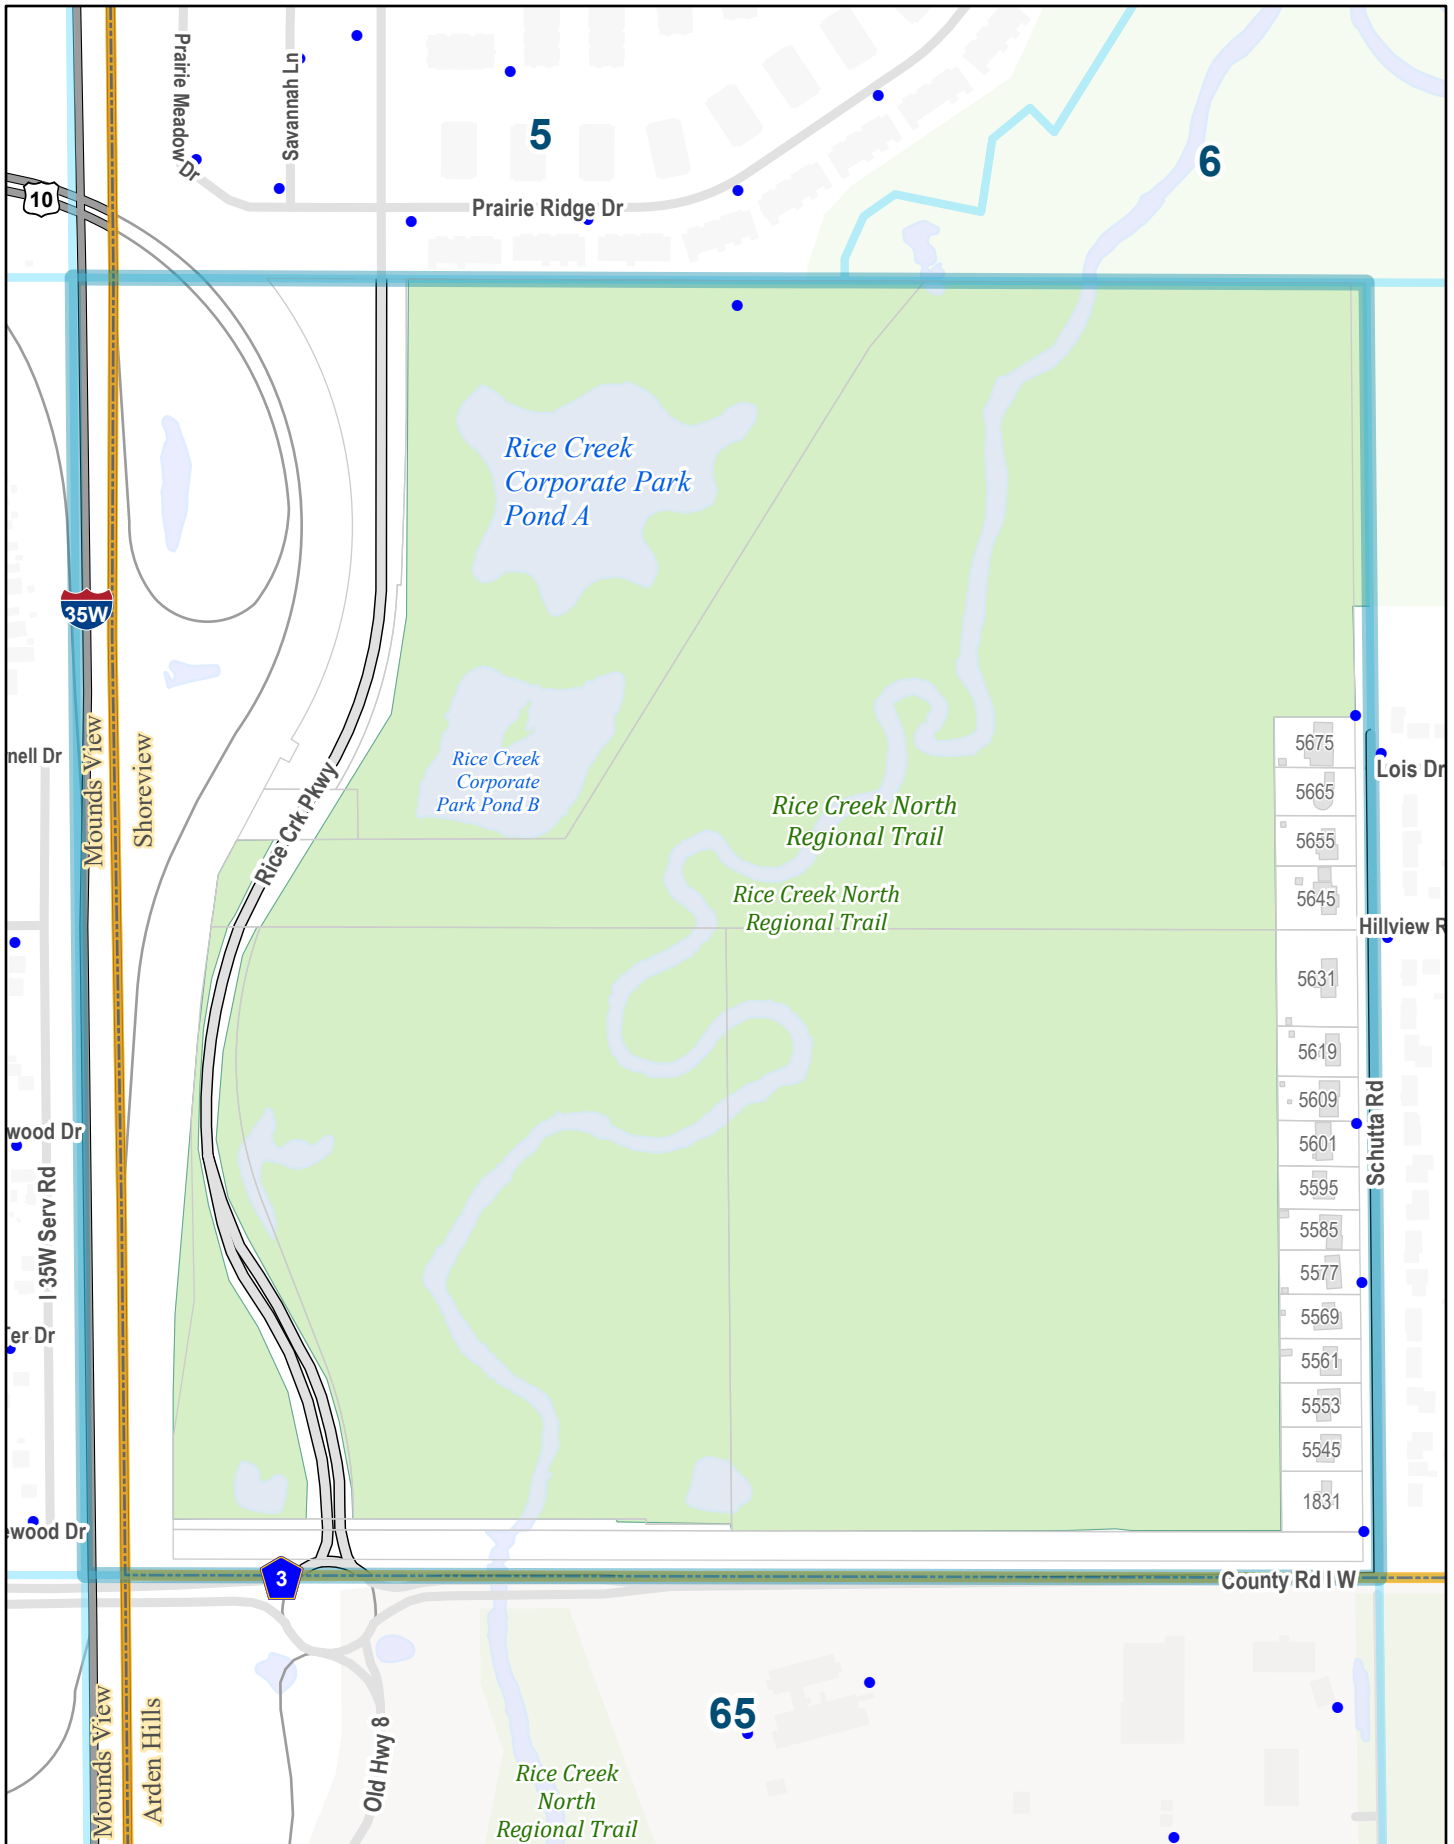 Prairie Meadow Dr
Savannah Ln
5
6
10
Prairie Ridge Dr
Rice Creek
Corporate Park
Pond A
35W
Mounds View
Shoreview
nell Dr
Rice Creek
Corporate
Park Pond B
Rice Crk Pkwy
Rice Creek North
Regional Trail
Rice Creek North
Regional Trail
5675
Lois Dr
5665
5655
5645
Hillview R
5631
5619
5609
5601
Schutta Rd
5595
5585
5577
5569
5561
5553
5545
1831
wood Dr
I 35W Serv Rd
Ter Dr
ewood Dr
3
County Rd I W
Mounds View
Arden Hills
Old Hwy 8
65
Rice Creek
North
Regional Trail